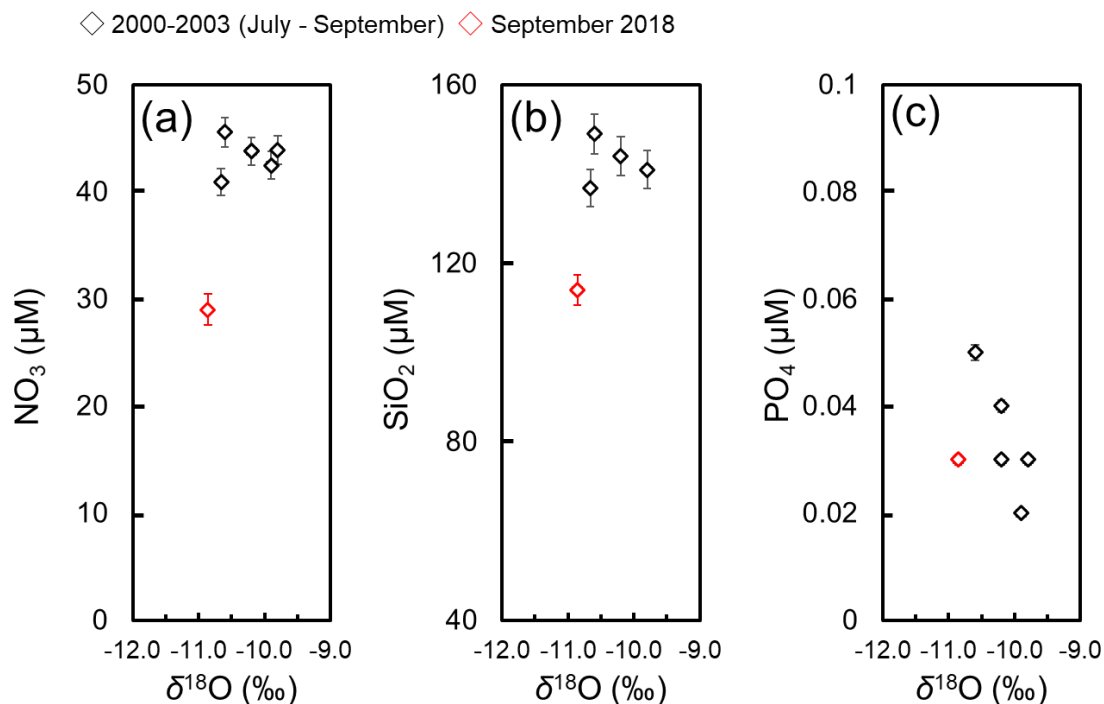 2000-2003 (July - September) September 2018
(a)
50
40
30
20
10
0
NO₃ (μM)
-12.0 -11.0 -10.0 -9.0
δ¹⁸O (‰)
(b)
160
120
80
40
SiO₂ (μM)
-12.0 -11.0 -10.0 -9.0
δ¹⁸O (‰)
(c)
0.1
0.08
0.06
0.04
0.02
0
PO₄ (μM)
-12.0 -11.0 -10.0 -9.0
δ¹⁸O (‰)